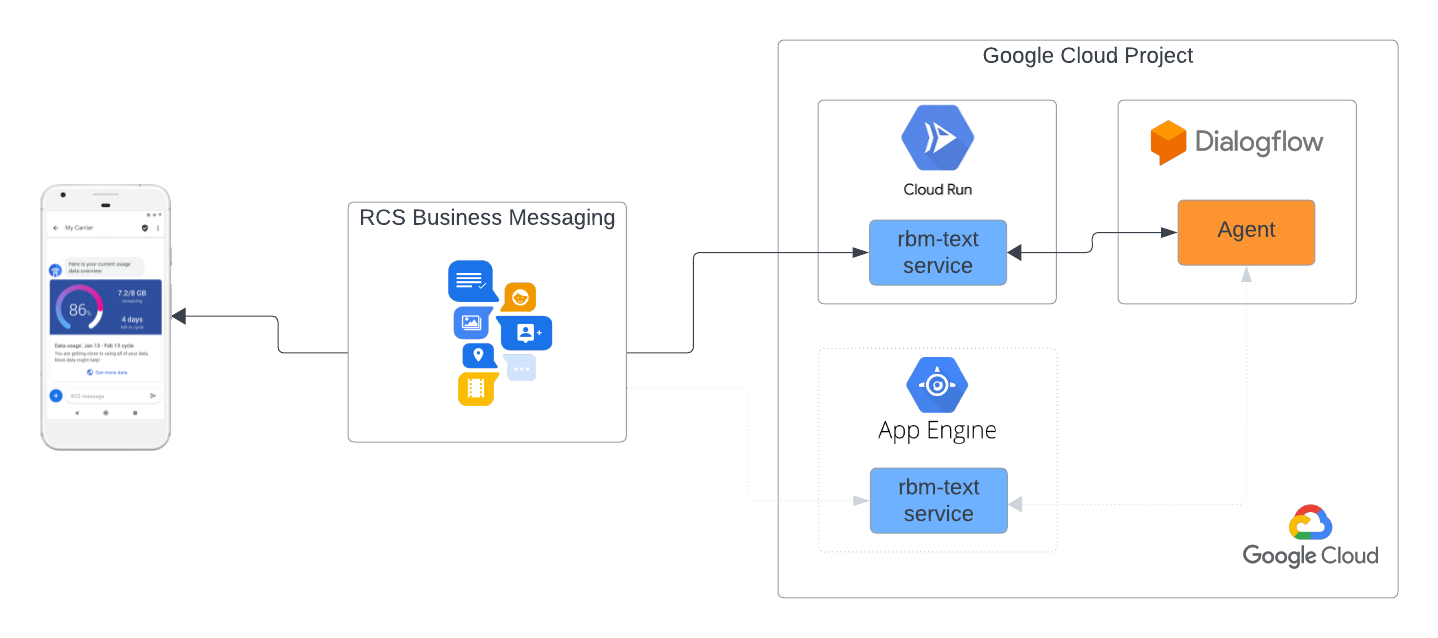 Google Cloud Project
Cloud Run
rbm-text
service
Dialogflow
Agent
RCS Business Messaging
My Carrier
Here is your current usage
data overview
86%
7.2/8 GB
remaining
4 days
left in cycle
Data usage: Jan 13 - Feb 13 cycle
You are getting close to using all of your data.
More data might help!
Get more data
RCS message
App Engine
rbm-text
service
Google Cloud